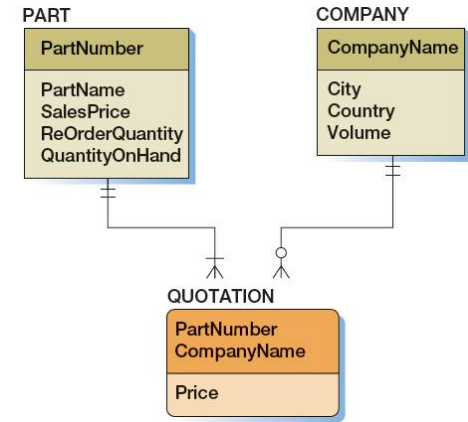 PART
PartNumber
PartName
SalesPrice
ReOrderQuantity
QuantityOnHand
COMPANY
CompanyName
City
Country
Volume
QUOTATION
PartNumber
CompanyName
Price